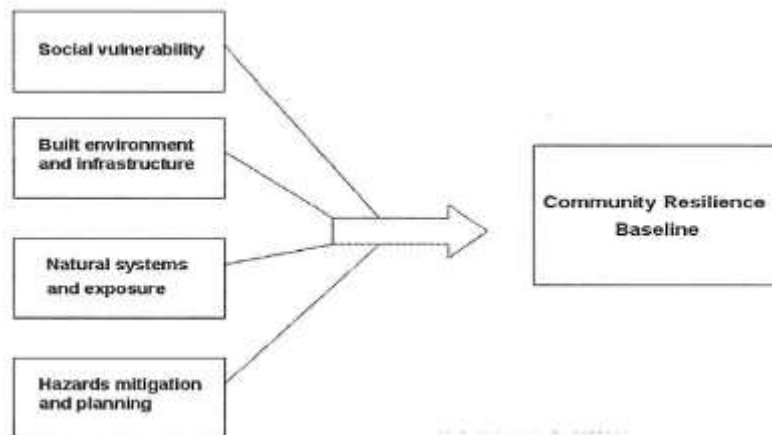 Social vulnerability
Built environment
and infrastructure
Natural systems
and exposure
Hazards mitigation
and planning
Community Resilience
Baseline